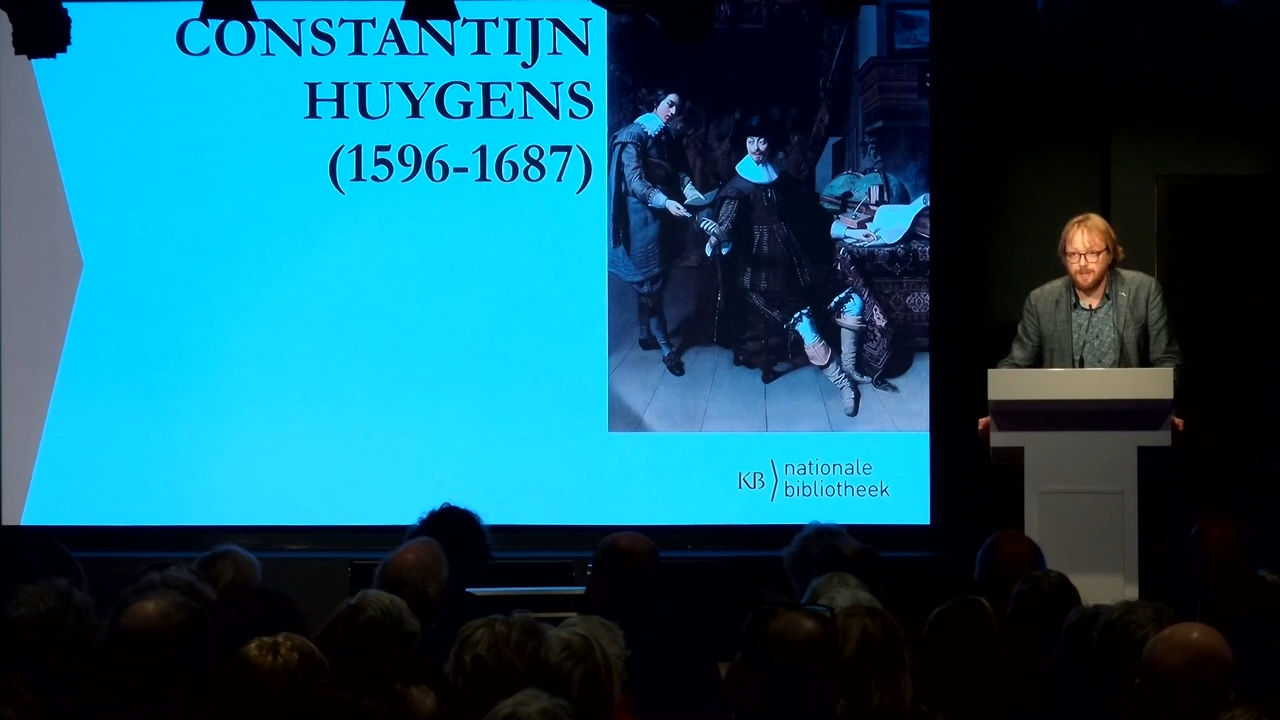 CONSTANTIJN
HUYGENS
(1596-1687)
KB nationale
bibliotheek